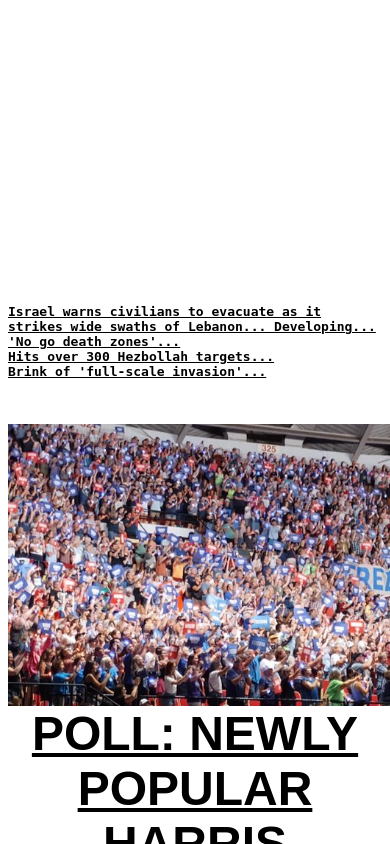 Israel warns civilians to evacuate as it
strikes wide swaths of Lebanon... Developing...
'No go death zones'...
Hits over 300 Hezbollah targets...
Brink of 'full-scale invasion'...
325
POLL: NEWLY
POPULAR
HARRIS